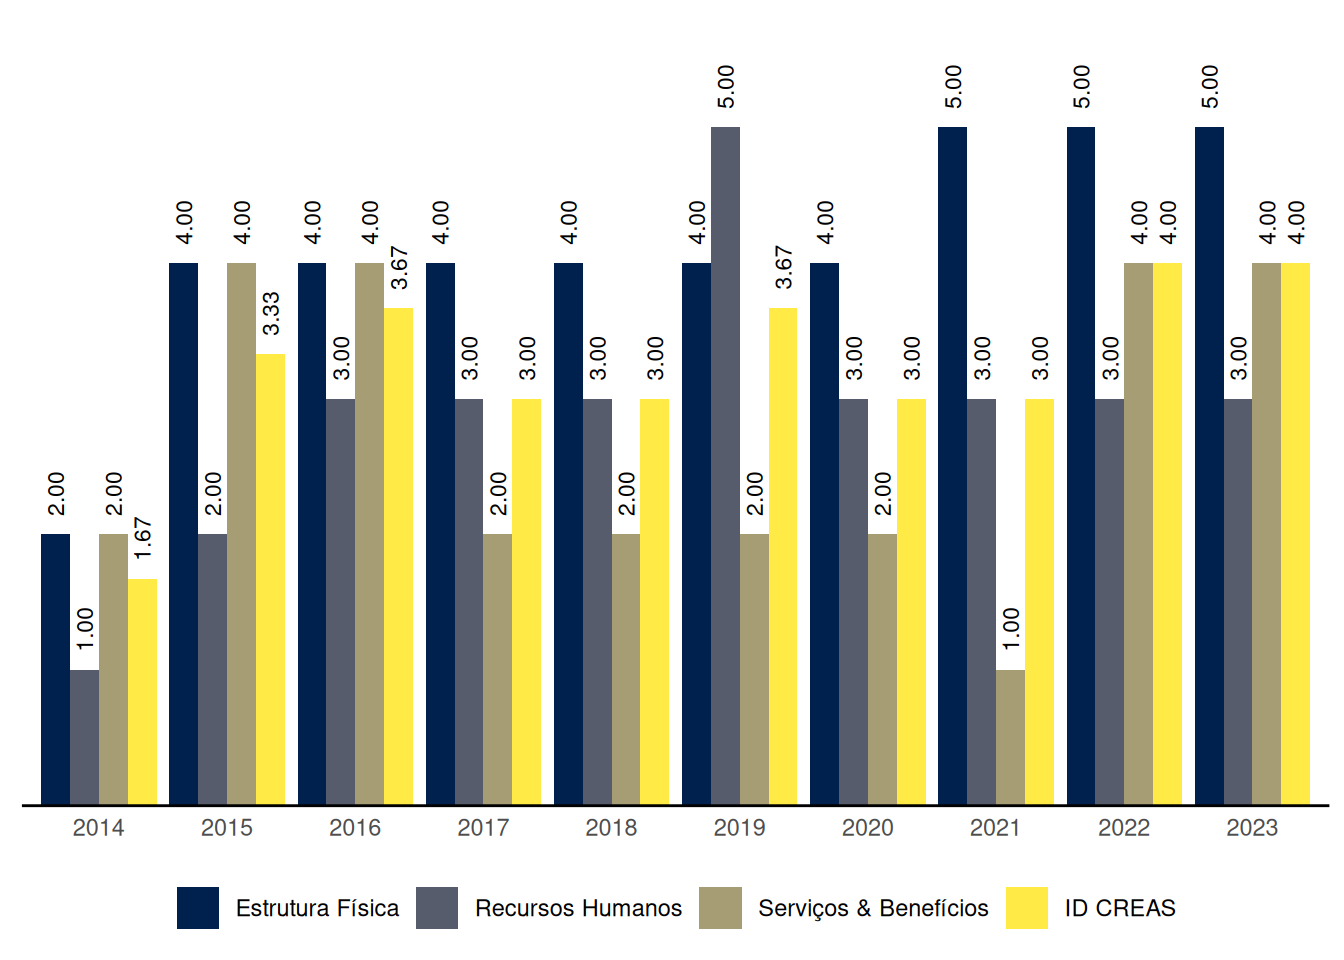 5.00
5.00 5.00 5.00
4.00 4.00 4.00 4.00 4.00 4.00 4.00 4.00 4.00 4.00 4.00 4.00 4.00
3.67 3.67
3.33
3.00 3.00 3.00 3.00 3.00 3.00 3.00 3.00 3.00 3.00 3.00
2.00 2.00 2.00 2.00 2.00 2.00 2.00
1.67
1.00 1.00
2014 2015 2016 2017 2018 2019 2020 2021 2022 2023
Estrutura Física Recursos Humanos Serviços & Benefícios ID CREAS